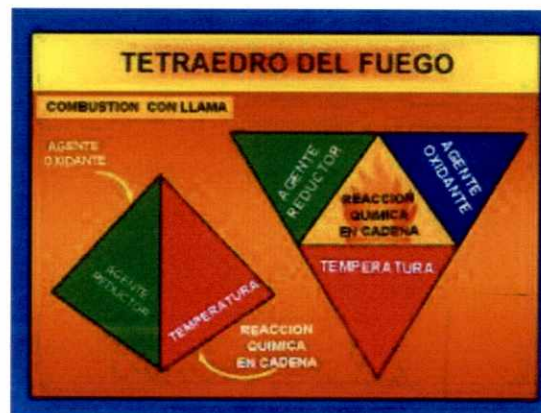 TETRAEDRO DEL FUEGO
COMBUSTION CON LLAMA
AGENTE
OXIDANTE
AGENTE
REDUCTOR
TEMPERATURA
REACCION
QUIMICA
EN CADENA
AGENTE
REDUCTOR
AGENTE
OXIDANTE
REACCION
QUIMICA
EN CADENA
TEMPERATURA